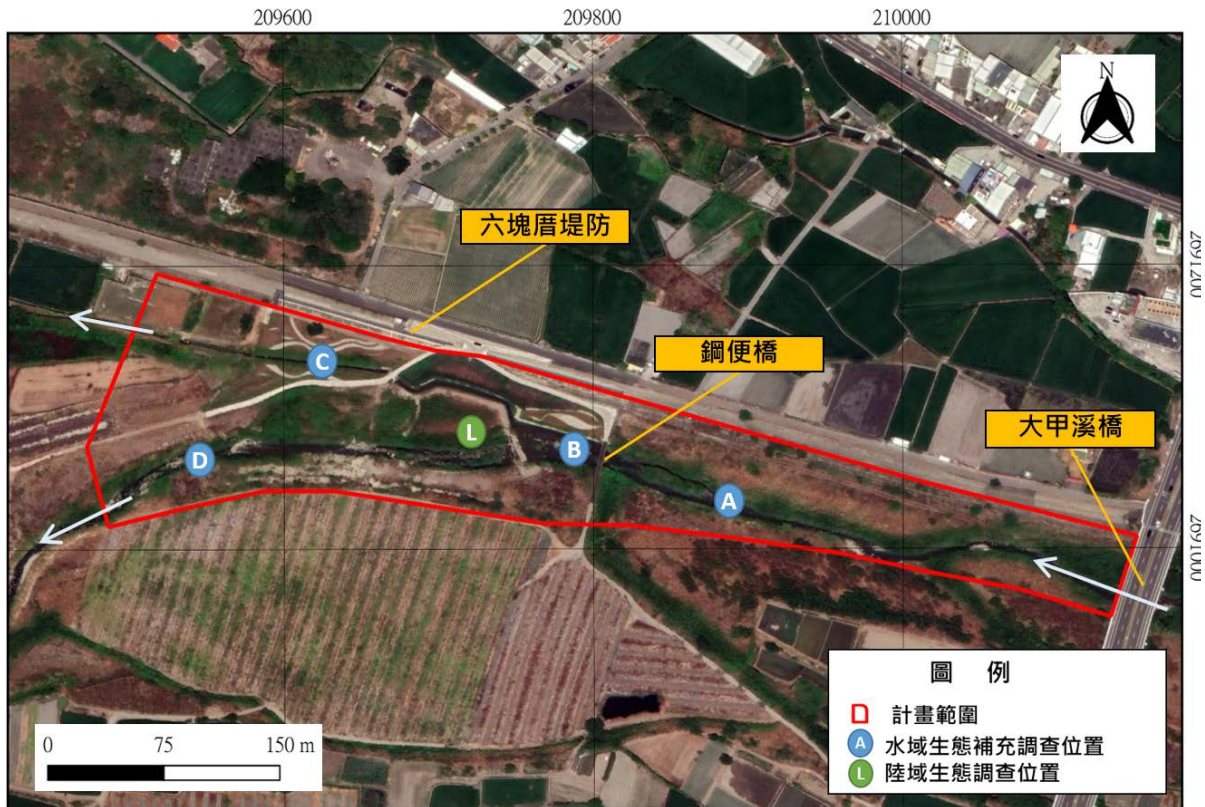 209600
209800
210000
N
2691200
六塊厝堤防
鋼便橋
C
大甲溪橋
L
B
D
A
2691000
圖 例
計畫範圍
A 水域生態補充調查位置
L 陸域生態調查位置
0 75 150 m